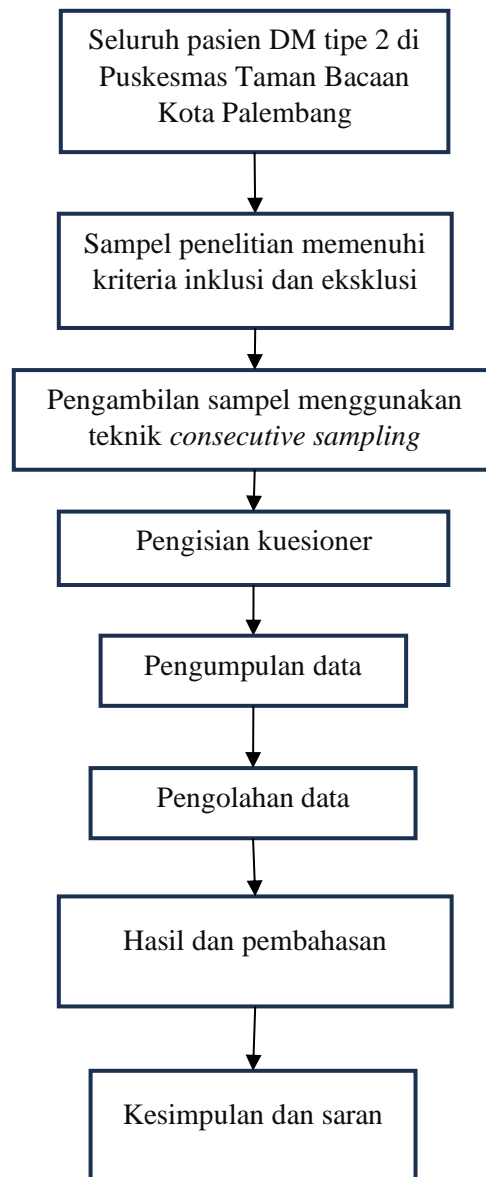 Seluruh pasien DM tipe 2 di
Puskesmas Taman Bacaan
Kota Palembang
Sampel penelitian memenuhi
kriteria inklusi dan eksklusi
Pengambilan sampel menggunakan
teknik consecutive sampling
Pengisian kuesioner
Pengumpulan data
Pengolahan data
Hasil dan pembahasan
Kesimpulan dan saran